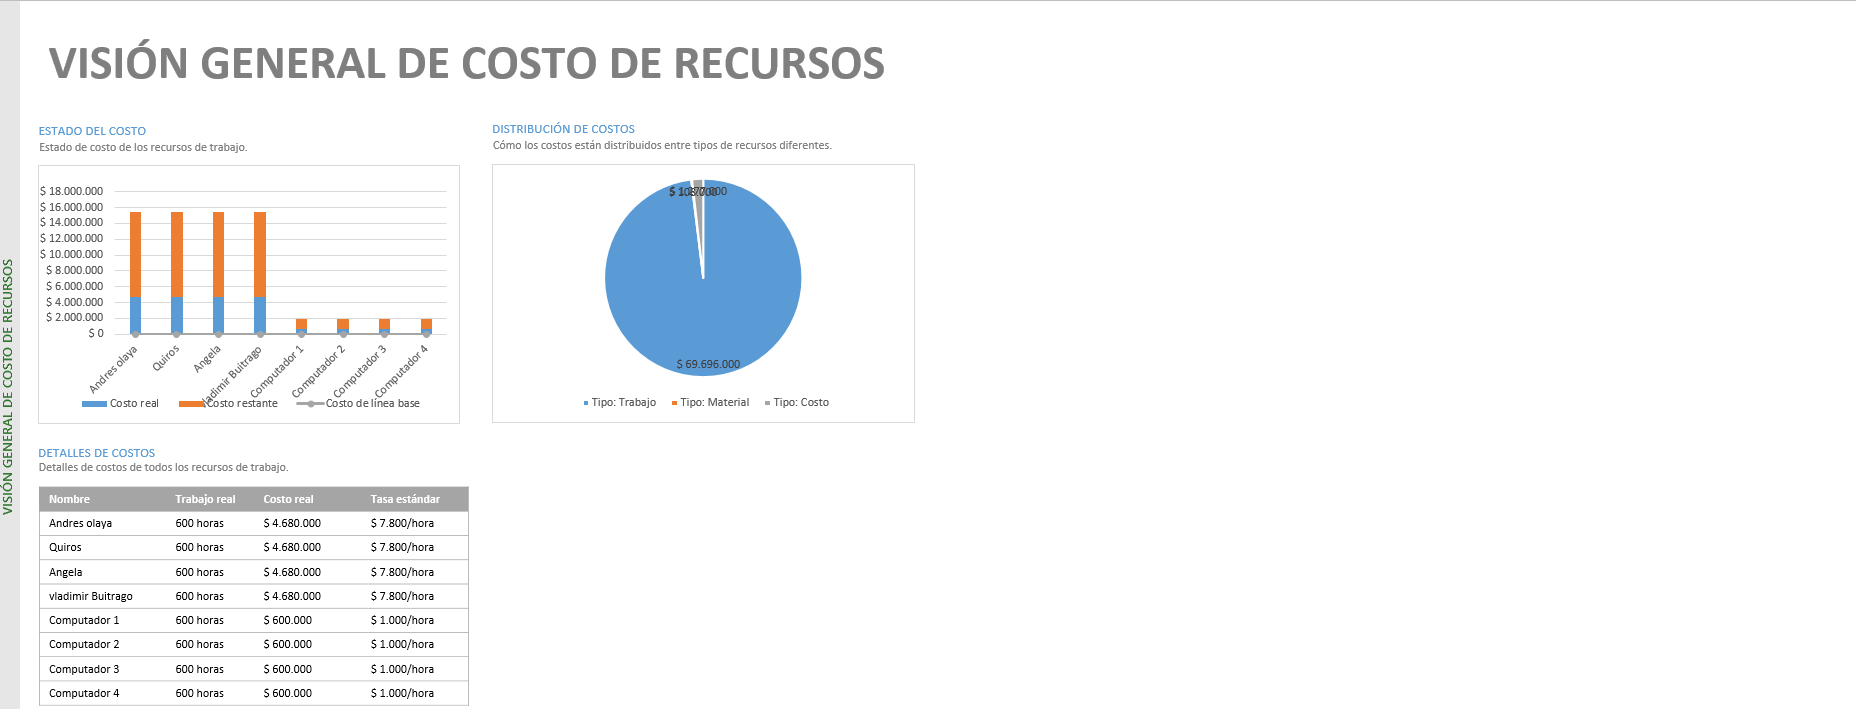 VISIÓN GENERAL DE COSTO DE RECURSOS
VISIÓN GENERAL DE COSTO DE RECURSOS
ESTADO DEL COSTO
Estado de costo de los recursos de trabajo.
$ 18.000.000
$ 16.000.000
$ 14.000.000
$ 12.000.000
$ 10.000.000
$ 8.000.000
$ 6.000.000
$ 4.000.000
$ 2.000.000
$ 0
Andres olaya
Quiros
Angela
vladimir Buitrago
Computador 1
Computador 2
Computador 3
Computador 4
Costo real
Costo restante
Costo de línea base
DISTRIBUCIÓN DE COSTOS
Cómo los costos están distribuidos entre tipos de recursos diferentes.
$ 69.696.000
Tipo: Trabajo
Tipo: Material
Tipo: Costo
DETALLES DE COSTOS
Detalles de costos de todos los recursos de trabajo.
Nombre Trabajo real Costo real Tasa estándar
Andres olaya 600 horas $ 4.680.000 $ 7.800/hora
Quiros 600 horas $ 4.680.000 $ 7.800/hora
Angela 600 horas $ 4.680.000 $ 7.800/hora
vladimir Buitrago 600 horas $ 4.680.000 $ 7.800/hora
Computador 1 600 horas $ 600.000 $ 1.000/hora
Computador 2 600 horas $ 600.000 $ 1.000/hora
Computador 3 600 horas $ 600.000 $ 1.000/hora
Computador 4 600 horas $ 600.000 $ 1.000/hora